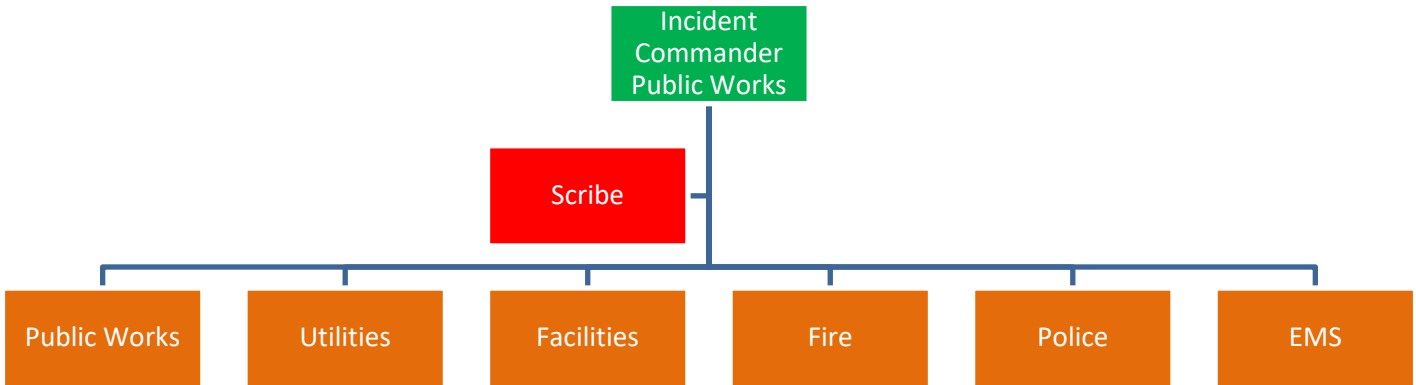 Incident
Commander
Public Works
Scribe
Public Works
Utilities
Facilities
Fire
Police
EMS